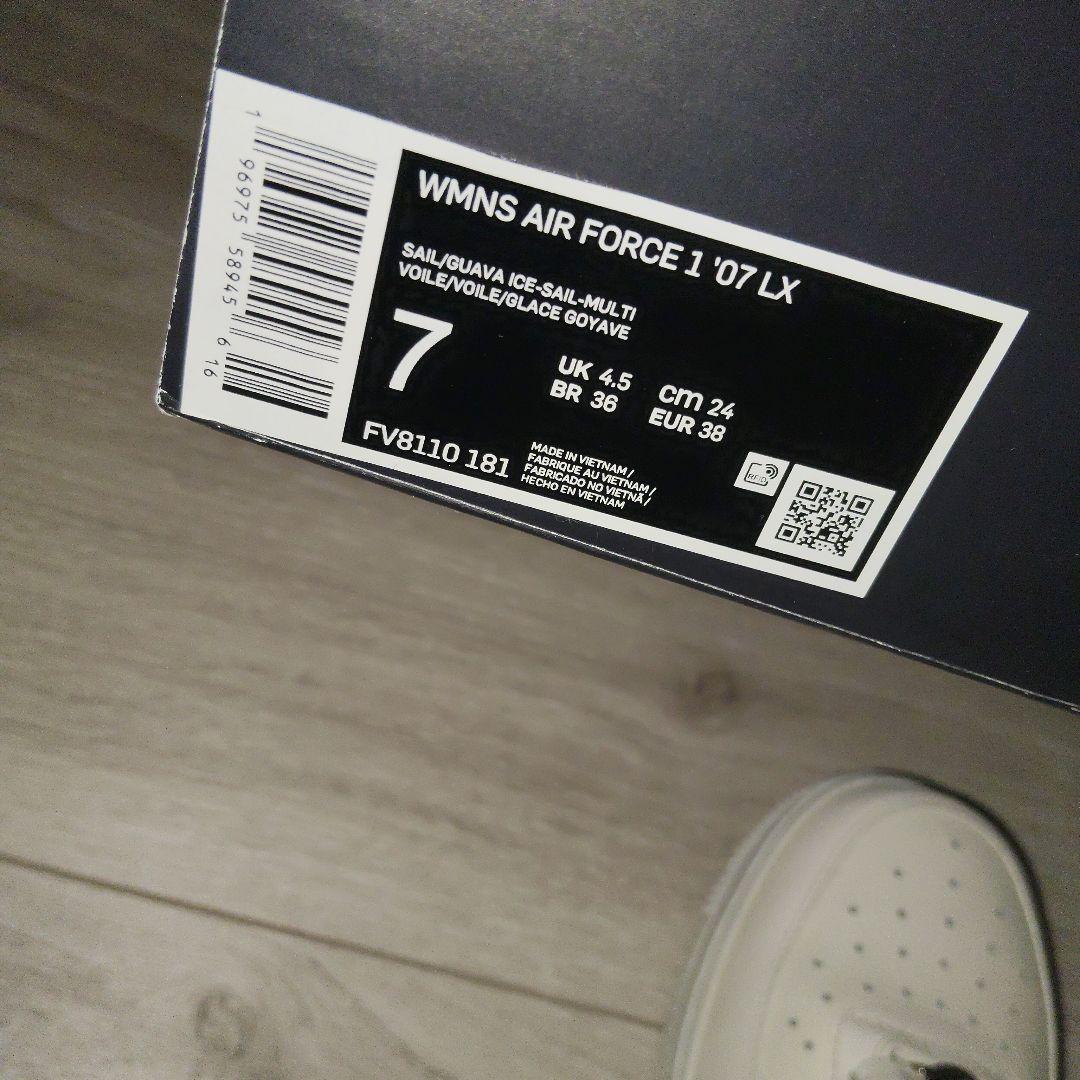 WMNS AIR FORCE 1 '07 LX
SAIL/GUAVA ICE-SAIL-MULTI
VOILE/VOILE/GLACE GOYAVE
7
UK 4.5
cm 24
BR 36
EUR 38
FV8110 181
MADE IN VIETNAM /
FABRIQUE AU VIETNAM /
FABRICADO NO VIETNÃ /
HECHO EN VIETNAM
RFID
1 96975 58945 6 16